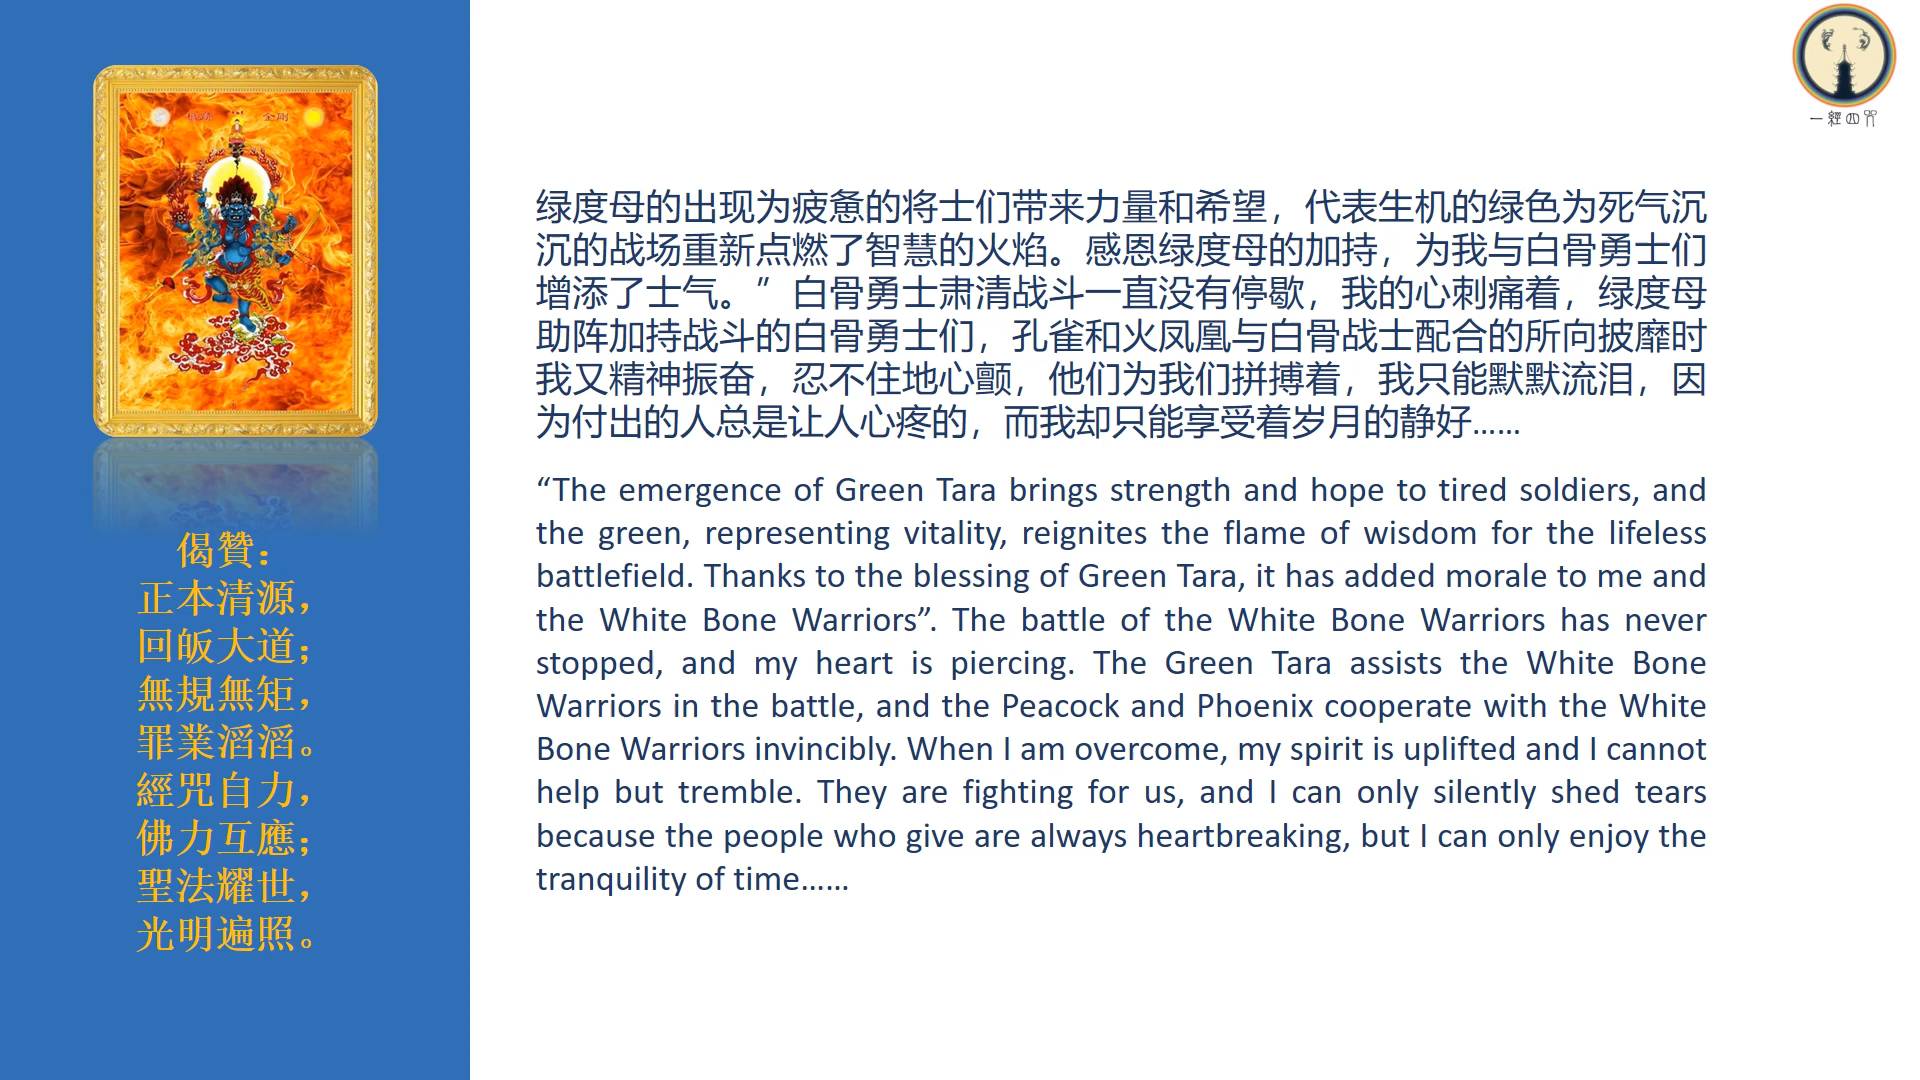 金剛
偈贊：
正本清源，
回皈大道；
無規無矩，
罪業滔滔。
經咒自力，
佛力互應；
聖法耀世，
光明遍照。
一經四咒
绿度母的出现为疲惫的将士们带来力量和希望，代表生机的绿色为死气沉
沉的战场重新点燃了智慧的火焰。感恩绿度母的加持，为我与白骨勇士们
增添了士气。”白骨勇士肃清战斗一直没有停歇，我的心刺痛着，绿度母
助阵加持战斗的白骨勇士们，孔雀和火凤凰与白骨战士配合的所向披靡时
我又精神振奋，忍不住地心颤，他们为我们拼搏着，我只能默默流泪，因
为付出的人总是让人心疼的，而我却只能享受着岁月的静好……
“The emergence of Green Tara brings strength and hope to tired soldiers, and
the green, representing vitality, reignites the flame of wisdom for the lifeless
battlefield. Thanks to the blessing of Green Tara, it has added morale to me and
the White Bone Warriors”. The battle of the White Bone Warriors has never
stopped, and my heart is piercing. The Green Tara assists the White Bone
Warriors in the battle, and the Peacock and Phoenix cooperate with the White
Bone Warriors invincibly. When I am overcome, my spirit is uplifted and I cannot
help but tremble. They are fighting for us, and I can only silently shed tears
because the people who give are always heartbreaking, but I can only enjoy the
tranquility of time……